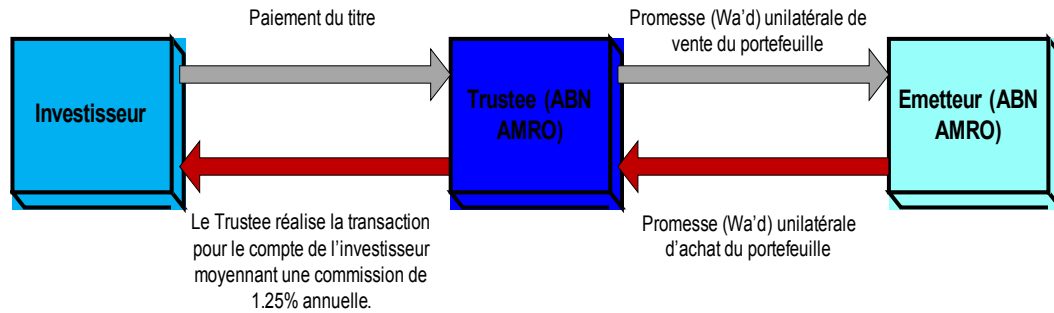 Paiement du titre
Promesse (Wa'd) unilatérale de
vente du portefeuille
Investisseur
Trustee (ABN
AMRO)
Emetteur (ABN
AMRO)
Le Trustee réalise la transaction
pour le compte de l'investisseur
moyennant une commission de
1.25% annuelle.
Promesse (Wa'd) unilatérale
d'achat du portefeuille